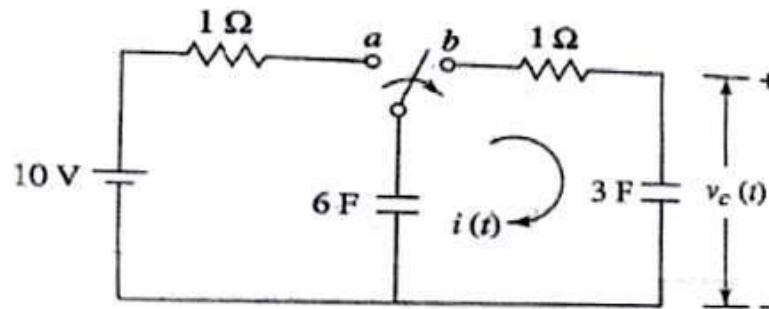 1 Ω
a
b
1 Ω
+
10 V
6 F
i (t)
3 F
v_c (t)
−